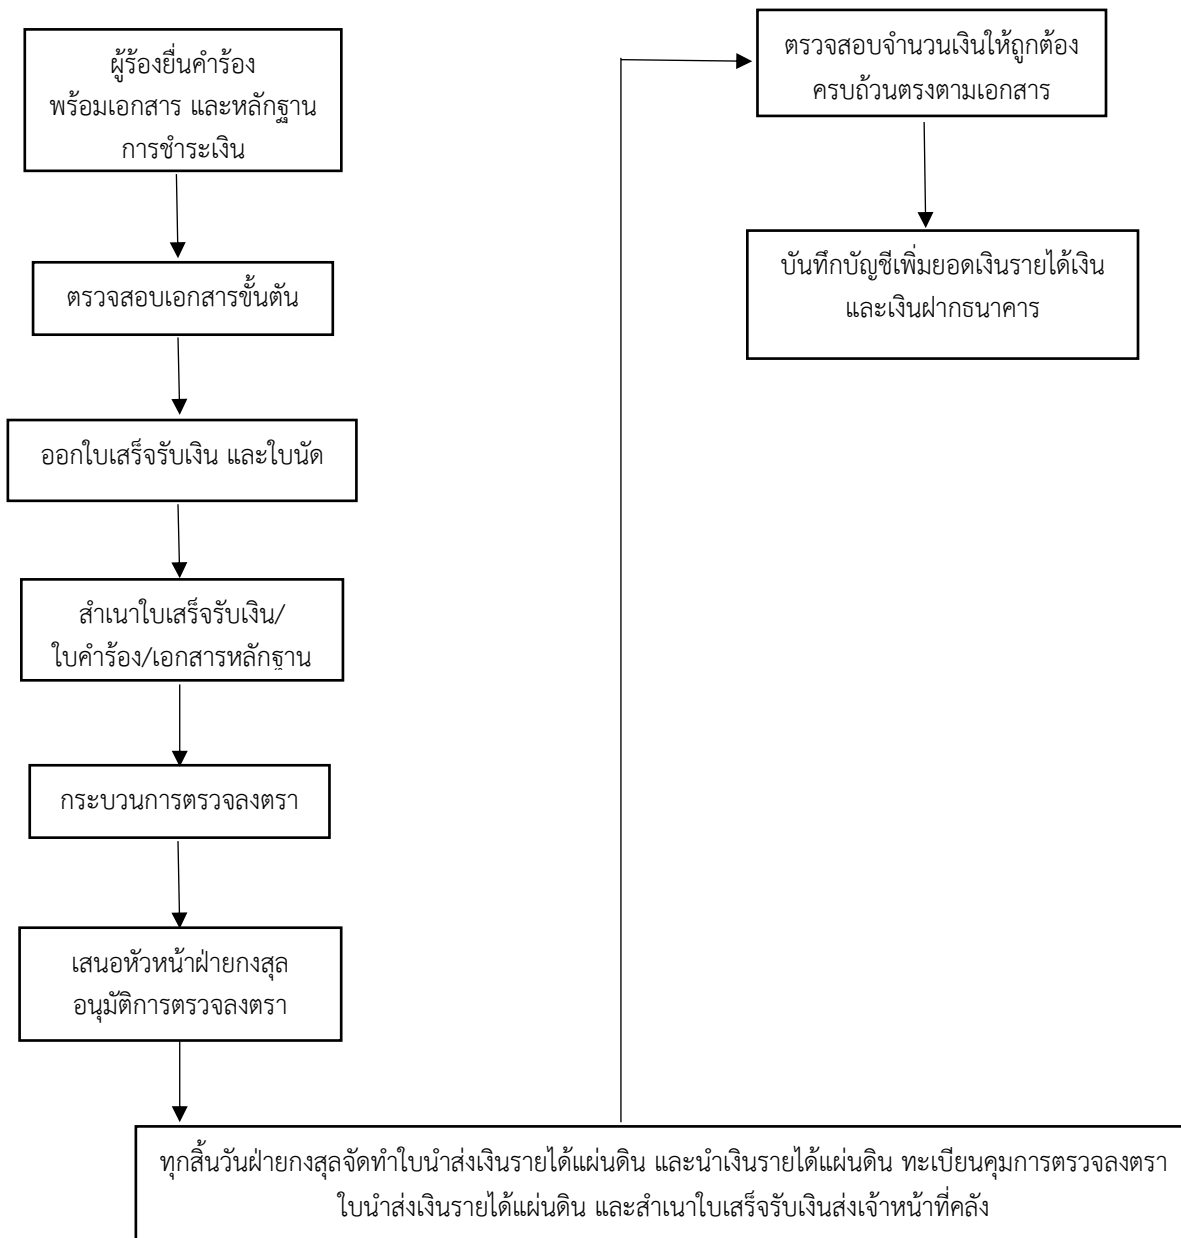 ผู้ร้องยื่นคำร้อง
พร้อมเอกสาร และหลักฐาน
การชำระเงิน
ตรวจสอบเอกสารขั้นตัน
ออกใบเสร็จรับเงิน และใบนัด
สำเนาใบเสร็จรับเงิน/
ใบคำร้อง/เอกสารหลักฐาน
กระบวนการตรวจลงตรา
เสนอหัวหน้าฝ่ายกงสุล
อนุมัติการตรวจลงตรา
ทุกสิ้นวันฝ่ายกงสุลจัดทำใบนำส่งเงินรายได้แผ่นดิน และนำเงินรายได้แผ่นดิน ทะเบียนคุมการตรวจลงตรา
ใบนำส่งเงินรายได้แผ่นดิน และสำเนาใบเสร็จรับเงินส่งเจ้าหน้าที่คลัง
ตรวจสอบจำนวนเงินให้ถูกต้อง
ครบถ้วนตรงตามเอกสาร
บันทึกบัญชีเพิ่มยอดเงินรายได้เงิน
และเงินฝากธนาคาร